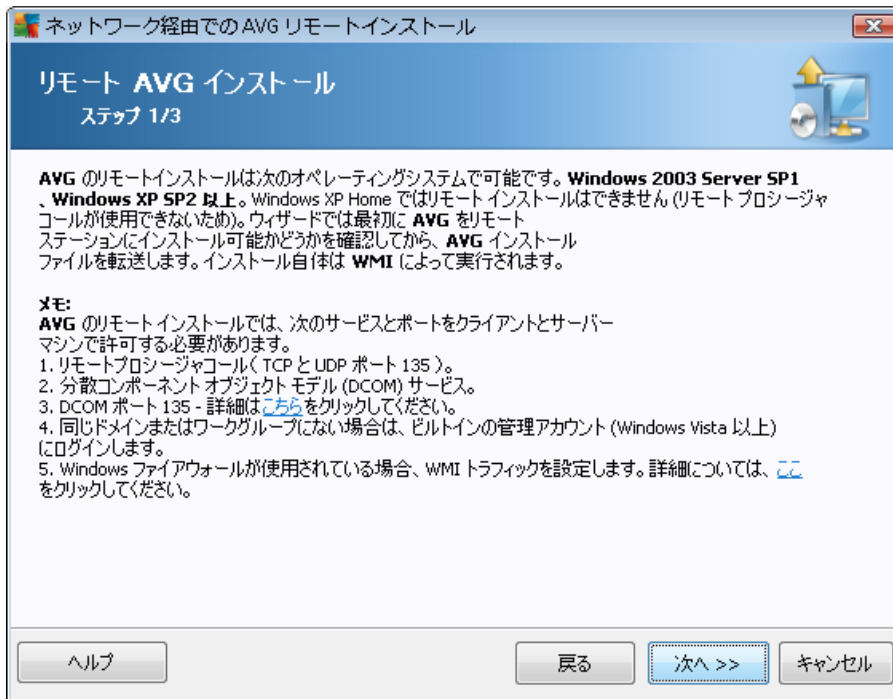 ネットワーク経由でのAVG リモートインストール
リモート AVG インストール
ステップ 1/3
AVG のリモートインストールは次のオペレーティングシステムで可能です。Windows 2003 Server SP1
、Windows XP SP2 以上。Windows XP Home ではリモート インストールはできません (リモート プロシージャ
コールが使用できないため)。ウィザードでは最初に AVG をリモート
ステーションにインストール可能かどうかを確認してから、AVG インストール
ファイルを転送します。インストール自体は WMI によって実行されます。
メモ:
AVG のリモートインストールでは、次のサービスとポートをクライアントとサーバー
マシンで許可する必要があります。
1. リモートプロシージャコール( TCP と UDP ポート 135 )。
2. 分散コンポーネント オブジェクト モデル (DCOM) サービス。
3. DCOM ポート 135 - 詳細はこちらをクリックしてください。
4. 同じドメインまたはワークグループにない場合は、ビルトインの管理アカウント (Windows Vista 以上)
にログインします。
5. Windows ファイアウォールが使用されている場合、WMI トラフィックを設定します。詳細については、ここ
をクリックしてください。
ヘルプ
戻る
次へ >>
キャンセル